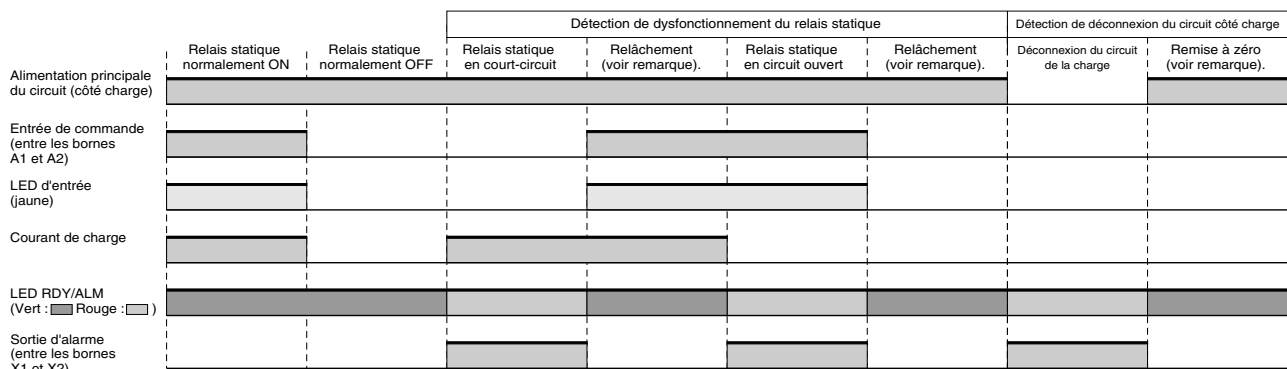 Détection de dysfonctionnement du relais statique
Détection de déconnexion du circuit côté charge
Relais statique
normalement ON
Relais statique
normalement OFF
Relais statique
en court-circuit
Relâchement
(voir remarque).
Relais statique
en circuit ouvert
Relâchement
(voir remarque).
Déconnexion du circuit
de la charge
Remise à zéro
(voir remarque).
Alimentation principale
du circuit (côté charge)
Entrée de commande
(entre les bornes
A1 et A2)
LED d'entrée
(jaune)
Courant de charge
LED RDY/ALM
(Vert : Rouge : )
Sortie d'alarme
(entre les bornes
X1 et X2)